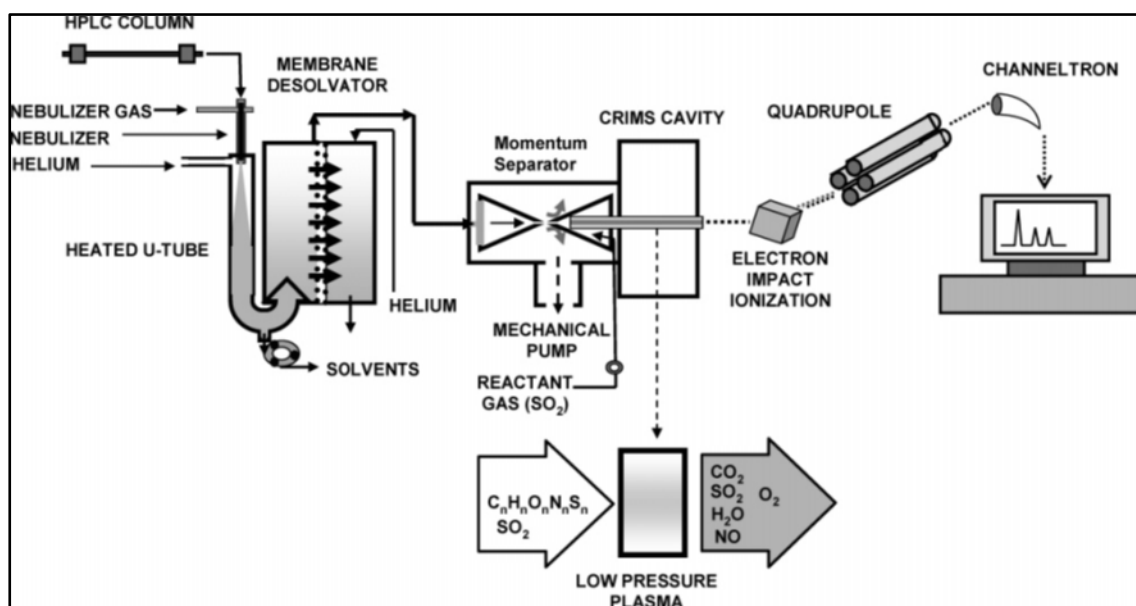 HPLC COLUMN
NEBULIZER GAS
NEBULIZER
HELIUM
HEATED U-TUBE
MEMBRANE
DESOLVATOR
HELIUM
SOLVENTS
Momentum
Separator
MECHANICAL
PUMP
REACTANT
GAS (SO₂)
CRIMS CAVITY
ELECTRON
IMPACT
IONIZATION
QUADRUPOLE
CHANNELTRON
CₙHₙOₙNₙSₙ
SO₂
LOW PRESSURE
PLASMA
CO₂
SO₂ O₂
H₂O
NO